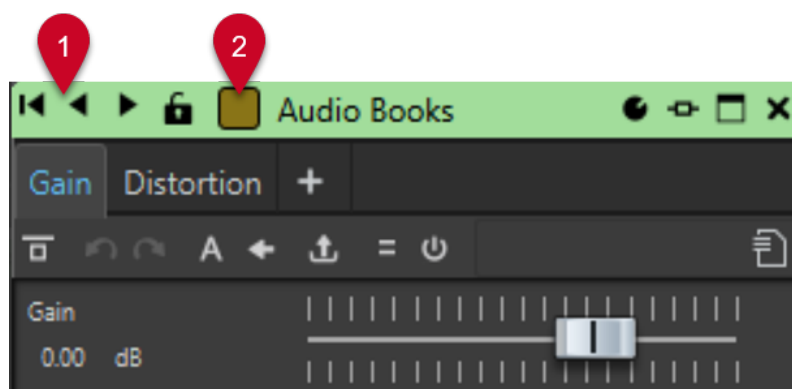 1 2
Audio Books
Gain Distortion +
A =
Gain
0.00 dB